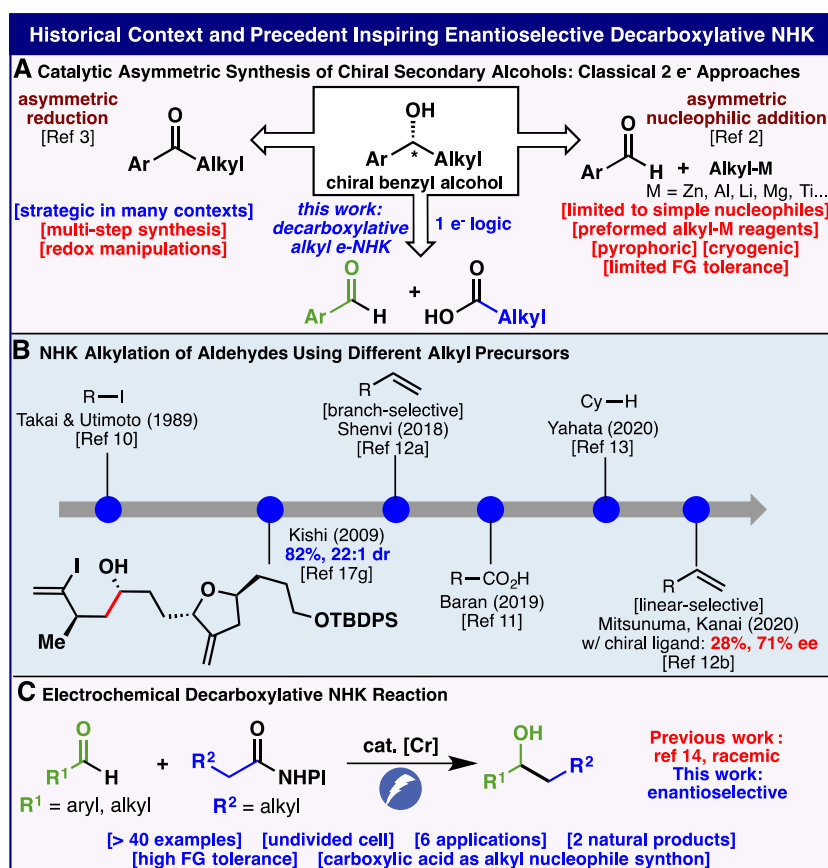 Historical Context and Precedent Inspiring Enantioselective Decarboxylative NHK
A Catalytic Asymmetric Synthesis of Chiral Secondary Alcohols: Classical 2 e- Approaches
asymmetric
reduction
[Ref 3]
O
Ar Alkyl
[strategic in many contexts]
[multi-step synthesis]
[redox manipulations]
OH
Ar * Alkyl
chiral benzyl alcohol
this work:
decarboxylative
alkyl e-NHK
1 e- logic
O
Ar H
+
O
HO Alkyl
asymmetric
nucleophilic addition
[Ref 2]
O
Ar H + Alkyl-M
M = Zn, Al, Li, Mg, Ti...
[limited to simple nucleophiles]
[preformed alkyl-M reagents]
[pyrophoric] [cryogenic]
[limited FG tolerance]
B NHK Alkylation of Aldehydes Using Different Alkyl Precursors
R-I
Takai & Utimoto (1989)
[Ref 10]
R
[branch-selective]
Shenvi (2018)
[Ref 12a]
Cy-H
Yahata (2020)
[Ref 13]
Kishi (2009)
82%, 22:1 dr
[Ref 17g]
I
OH
O
Me
OTBDPS
R-CO2H
Baran (2019)
[Ref 11]
R
[linear-selective]
Mitsunuma, Kanai (2020)
w/ chiral ligand: 28%, 71% ee
[Ref 12b]
C Electrochemical Decarboxylative NHK Reaction
O
R1 H
R1 = aryl, alkyl
+
O
R2 NHPI
R2 = alkyl
cat. [Cr]
OH
R1 R2
Previous work :
ref 14, racemic
This work:
enantioselective
[> 40 examples] [undivided cell] [6 applications] [2 natural products]
[high FG tolerance] [carboxylic acid as alkyl nucleophile synthon]